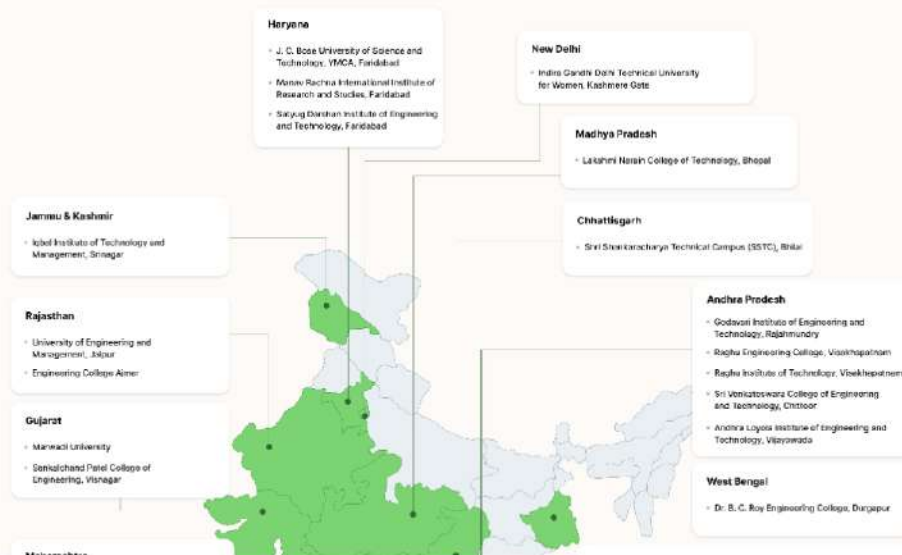 Haryana
J. C. Bose University of Science and
Technology, YMCA, Faridabad
Manav Rachna International Institute of
Research and Studies, Faridabad
Satyug Darshan Institute of Engineering
and Technology, Faridabad
New Delhi
Indira Gandhi Delhi Technical University
for Women, Kashmere Gate
Madhya Pradesh
Lakshmi Narain College of Technology, Bhopal
Jammu & Kashmir
Iqbal Institute of Technology and
Management, Srinagar
Chhattisgarh
Shri Shankaracharya Technical Campus (SSTC), Bhilai
Rajasthan
University of Engineering and
Management, Jaipur
Engineering College Ajmer
Andhra Pradesh
Godavari Institute of Engineering and
Technology, Rajahmundry
Raghu Engineering College, Visakhapatnam
Raghu Institute of Technology, Visakhapatnam
Sri Venkateswara College of Engineering
and Technology, Chittoor
Andhra Loyola Institute of Engineering and
Technology, Vijayawada
Gujarat
Marwadi University
Sankalchand Patel College of
Engineering, Visnagar
West Bengal
Dr. B. C. Roy Engineering College, Durgapur
Maharashtra